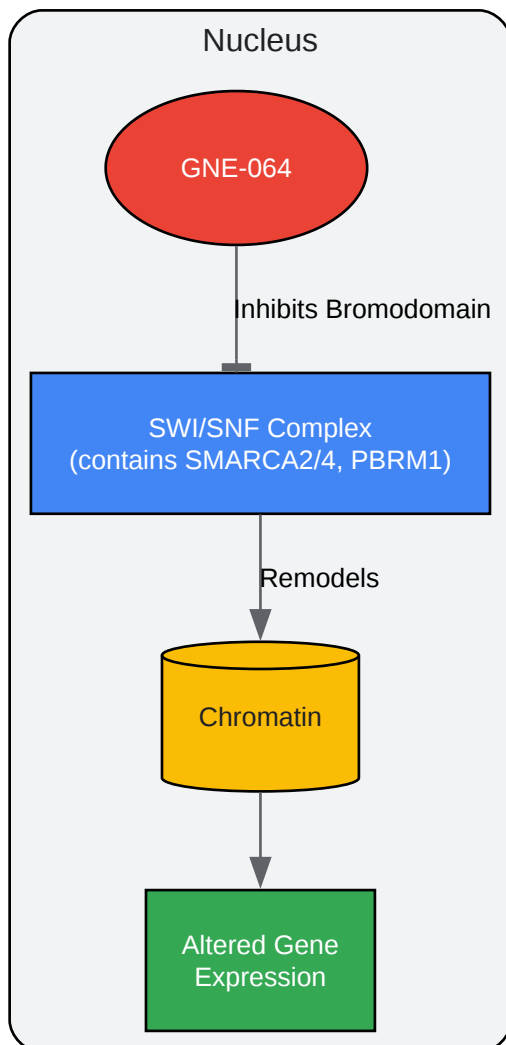 Nucleus
GNE-064
Inhibits Bromodomain
SWI/SNF Complex
(contains SMARCA2/4, PBRM1)
Remodels
Chromatin
Altered Gene
Expression